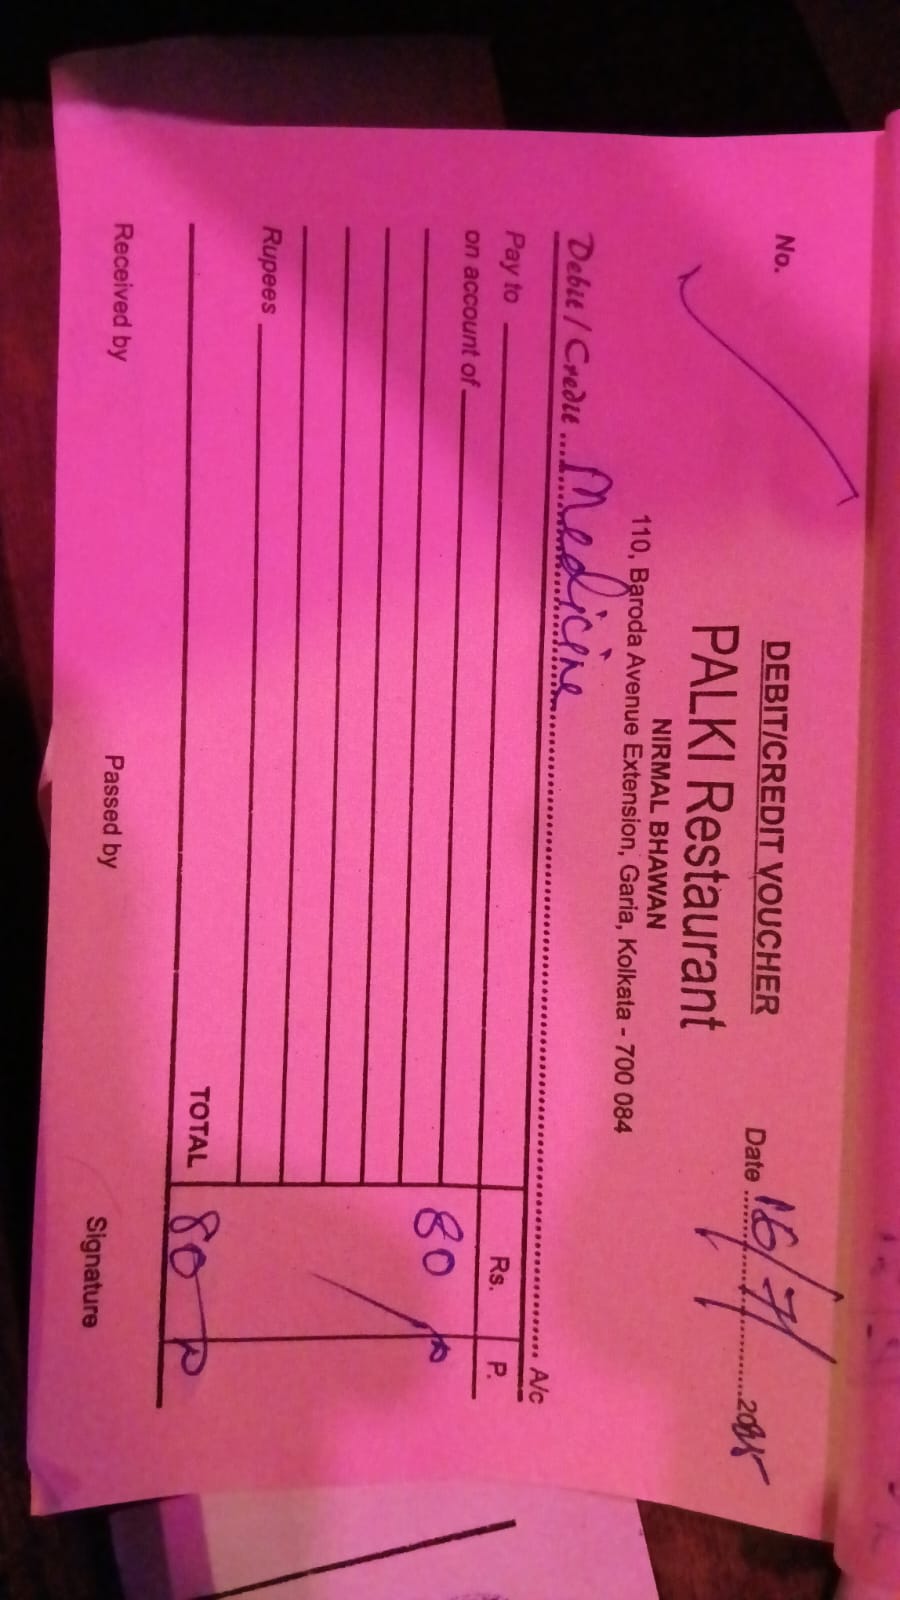 No.
DEBIT/CREDIT VOUCHER
Date 16/7/
PALKI Restaurant
NIRMAL BHAWAN
110, Baroda Avenue Extension, Garia, Kolkata - 700 084
Debit / Credit Medicine A/c
Pay to Rs. P.
on account of
80
Rupees
TOTAL 80
Received by Passed by Signature